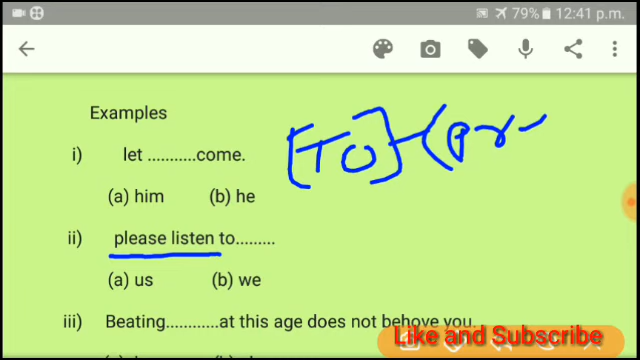 79% 12:41 p.m.
Examples
[TO]-(Pr-
i) let ...........come.
(a) him (b) he
ii) please listen to.........
(a) us (b) we
iii) Beating............at this age does not behove you.
Like and Subscribe